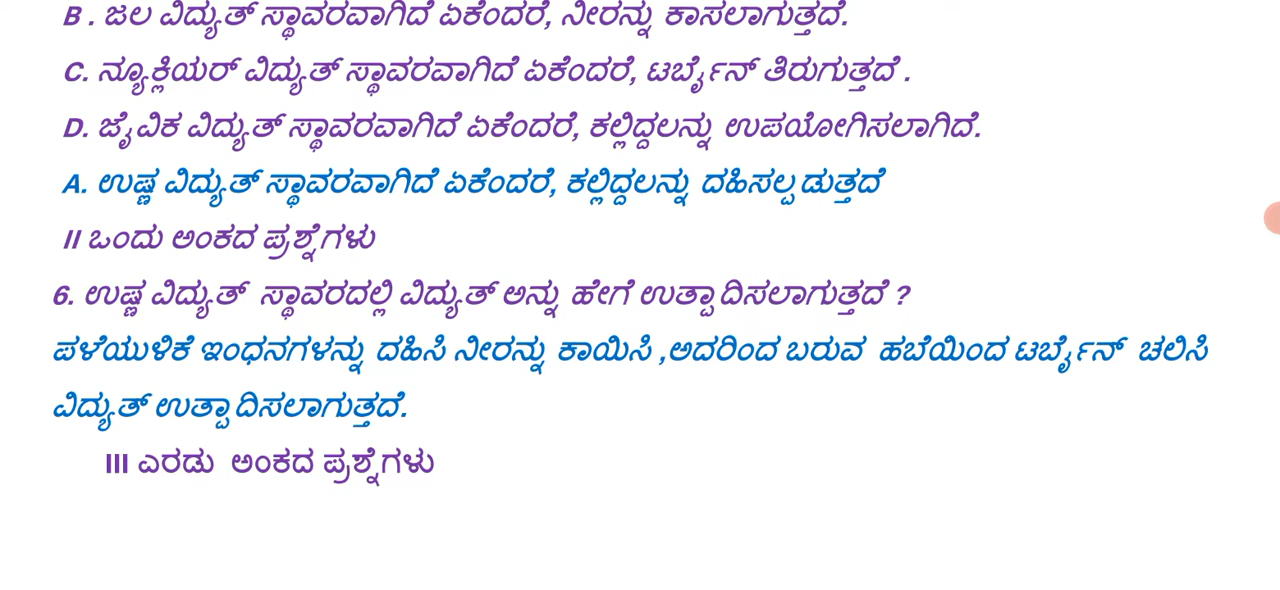 B . ಜಲ ವಿದ್ಯುತ್ ಸ್ಥಾವರವಾಗಿದೆ ಏಕೆಂದರೆ, ನೀರನ್ನು ಕಾಸಲಾಗುತ್ತದೆ.
C. ನ್ಯೂಕ್ಲಿಯರ್ ವಿದ್ಯುತ್ ಸ್ಥಾವರವಾಗಿದೆ ಏಕೆಂದರೆ, ಟರ್ಬೈನ್ ತಿರುಗುತ್ತದೆ .
D. ಜೈವಿಕ ವಿದ್ಯುತ್ ಸ್ಥಾವರವಾಗಿದೆ ಏಕೆಂದರೆ, ಕಲ್ಲಿದ್ದಲನ್ನು ಉಪಯೋಗಿಸಲಾಗಿದೆ.
A. ಉಷ್ಣ ವಿದ್ಯುತ್ ಸ್ಥಾವರವಾಗಿದೆ ಏಕೆಂದರೆ, ಕಲ್ಲಿದ್ದಲನ್ನು ದಹಿಸಲ್ಪಡುತ್ತದೆ
II ಒಂದು ಅಂಕದ ಪ್ರಶ್ನೆಗಳು
6. ಉಷ್ಣ ವಿದ್ಯುತ್ ಸ್ಥಾವರದಲ್ಲಿ ವಿದ್ಯುತ್ ಅನ್ನು ಹೇಗೆ ಉತ್ಪಾದಿಸಲಾಗುತ್ತದೆ ?
ಪಳೆಯುಳಿಕೆ ಇಂಧನಗಳನ್ನು ದಹಿಸಿ ನೀರನ್ನು ಕಾಯಿಸಿ ,ಅದರಿಂದ ಬರುವ ಹಬೆಯಿಂದ ಟರ್ಬೈನ್ ಚಲಿಸಿ
ವಿದ್ಯುತ್ ಉತ್ಪಾದಿಸಲಾಗುತ್ತದೆ.
III ಎರಡು ಅಂಕದ ಪ್ರಶ್ನೆಗಳು